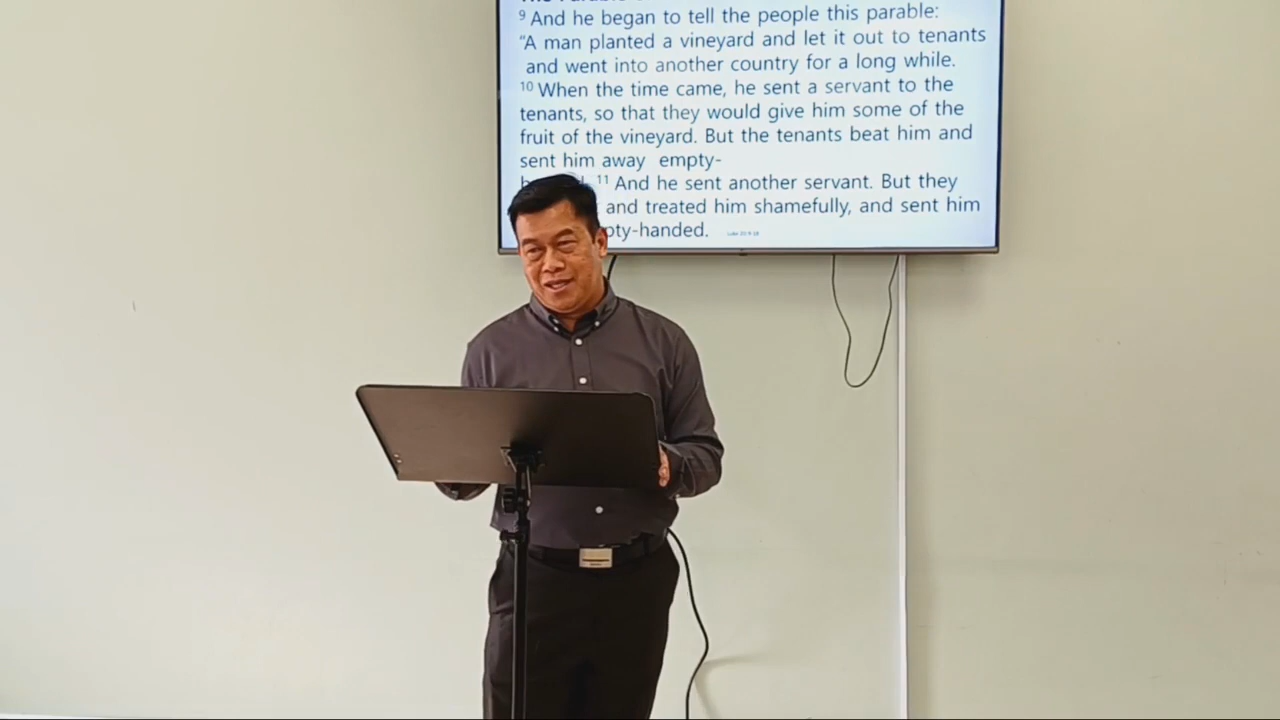 ⁹ And he began to tell the people this parable:
“A man planted a vineyard and let it out to tenants
and went into another country for a long while.
¹⁰ When the time came, he sent a servant to the
tenants, so that they would give him some of the
fruit of the vineyard. But the tenants beat him and
sent him away empty-
¹¹ And he sent another servant. But they
and treated him shamefully, and sent him
pty-handed.